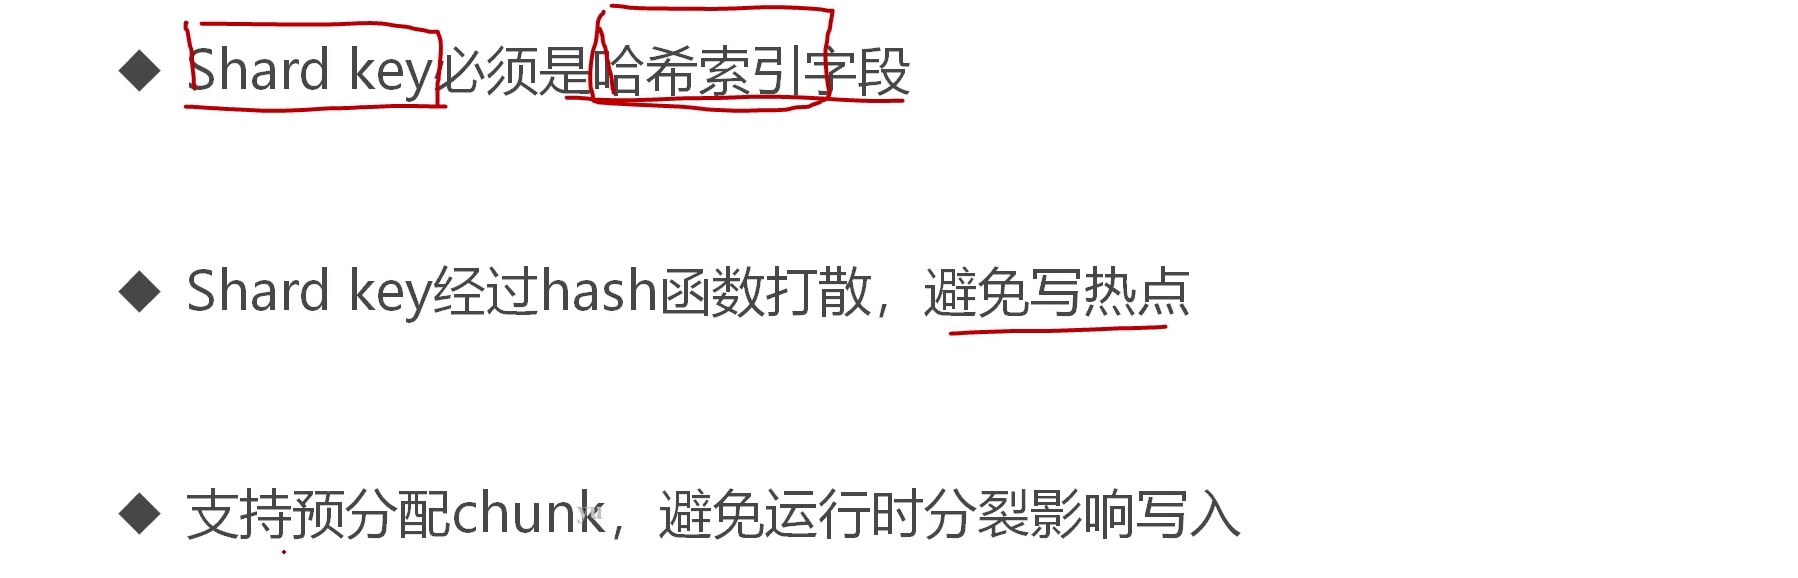 ◆ Shard key必须是哈希索引字段
◆ Shard key经过hash函数打散，避免写热点
◆ 支持预分配chunk，避免运行时分裂影响写入